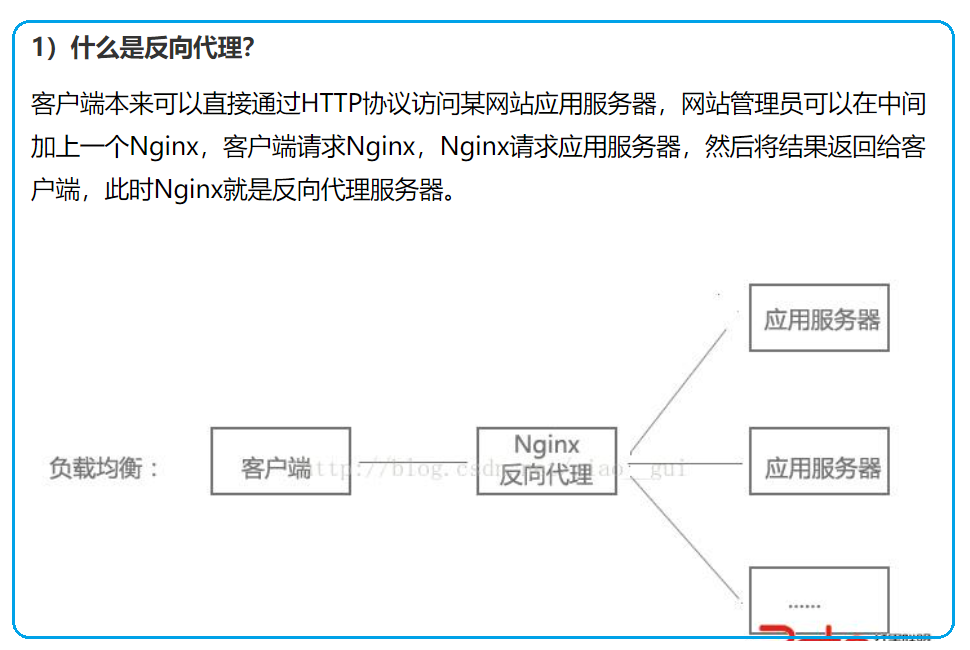 1）什么是反向代理？
客户端本来可以直接通过HTTP协议访问某网站应用服务器，网站管理员可以在中间
加上一个Nginx，客户端请求Nginx，Nginx请求应用服务器，然后将结果返回给客
户端，此时Nginx就是反向代理服务器。
应用服务器
负载均衡：
客户端
Nginx
反向代理
应用服务器
......